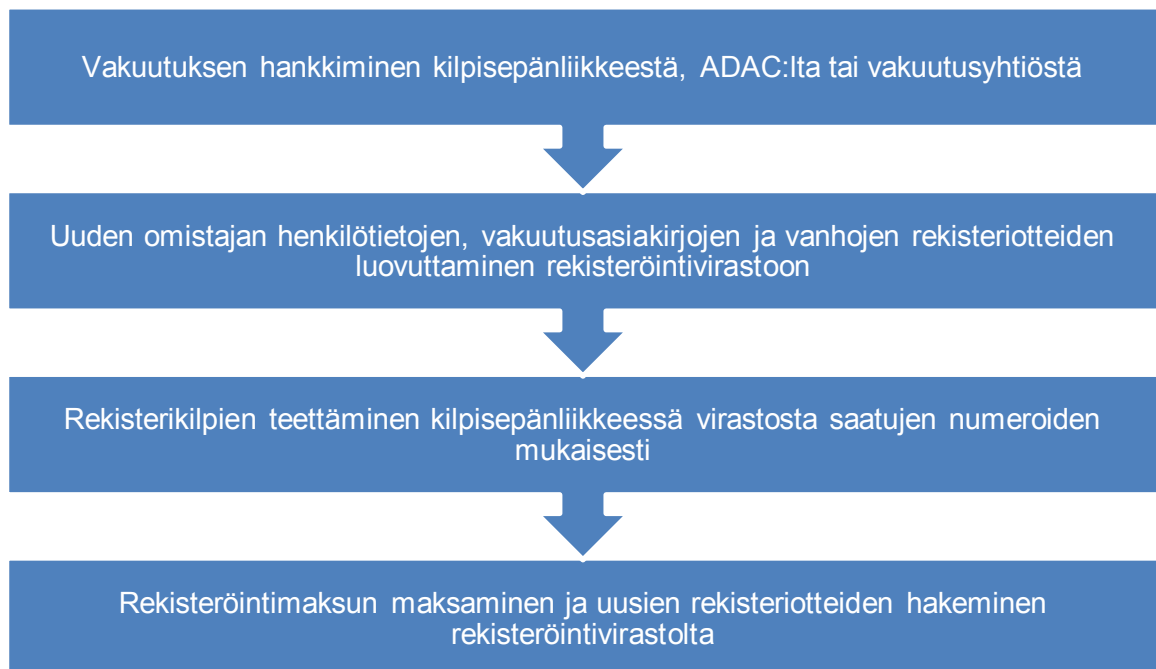 Vakuutuksen hankkiminen kilpisepänliikkeestä, ADAC:lta tai vakuutusyhtiöstä
Uuden omistajan henkilötietojen, vakuutusasiakirjojen ja vanhojen rekisteriotteiden
luovuttaminen rekisteröintivirastoon
Rekisterikilpien teettäminen kilpisepänliikkeessä virastosta saatujen numeroiden
mukaisesti
Rekisteröintimaksun maksaminen ja uusien rekisteriotteiden hakeminen
rekisteröintivirastolta